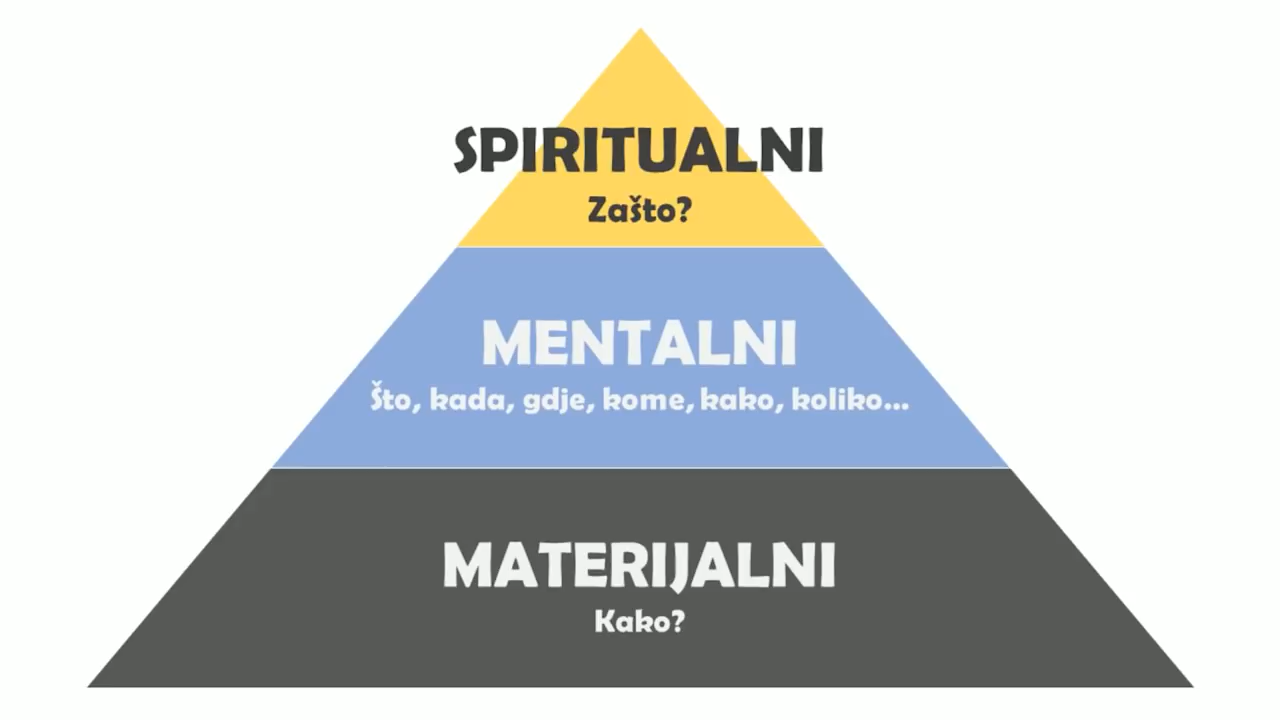 SPIRITUALNI
Zašto?
MENTALNI
Što, kada, gdje, kome, kako, koliko...
MATERIJALNI
Kako?